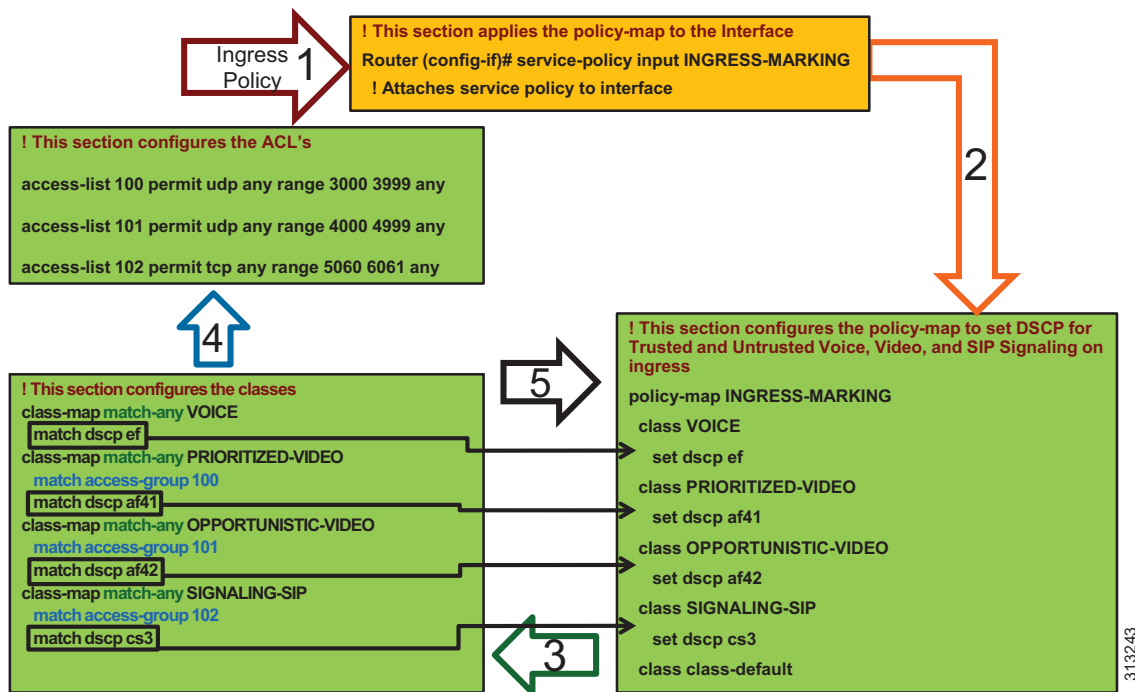 Ingress
Policy
1
! This section applies the policy-map to the Interface
Router (config-if)# service-policy input INGRESS-MARKING
! Attaches service policy to interface
2
! This section configures the ACL's
access-list 100 permit udp any range 3000 3999 any
access-list 101 permit udp any range 4000 4999 any
access-list 102 permit tcp any range 5060 6061 any
4
! This section configures the classes
class-map match-any VOICE
match dscp ef
class-map match-any PRIORITIZED-VIDEO
match access-group 100
match dscp af41
class-map match-any OPPORTUNISTIC-VIDEO
match access-group 101
match dscp af42
class-map match-any SIGNALING-SIP
match access-group 102
match dscp cs3
5
3
! This section configures the policy-map to set DSCP for
Trusted and Untrusted Voice, Video, and SIP Signaling on
ingress
policy-map INGRESS-MARKING
class VOICE
set dscp ef
class PRIORITIZED-VIDEO
set dscp af41
class OPPORTUNISTIC-VIDEO
set dscp af42
class SIGNALING-SIP
set dscp cs3
class class-default
313243